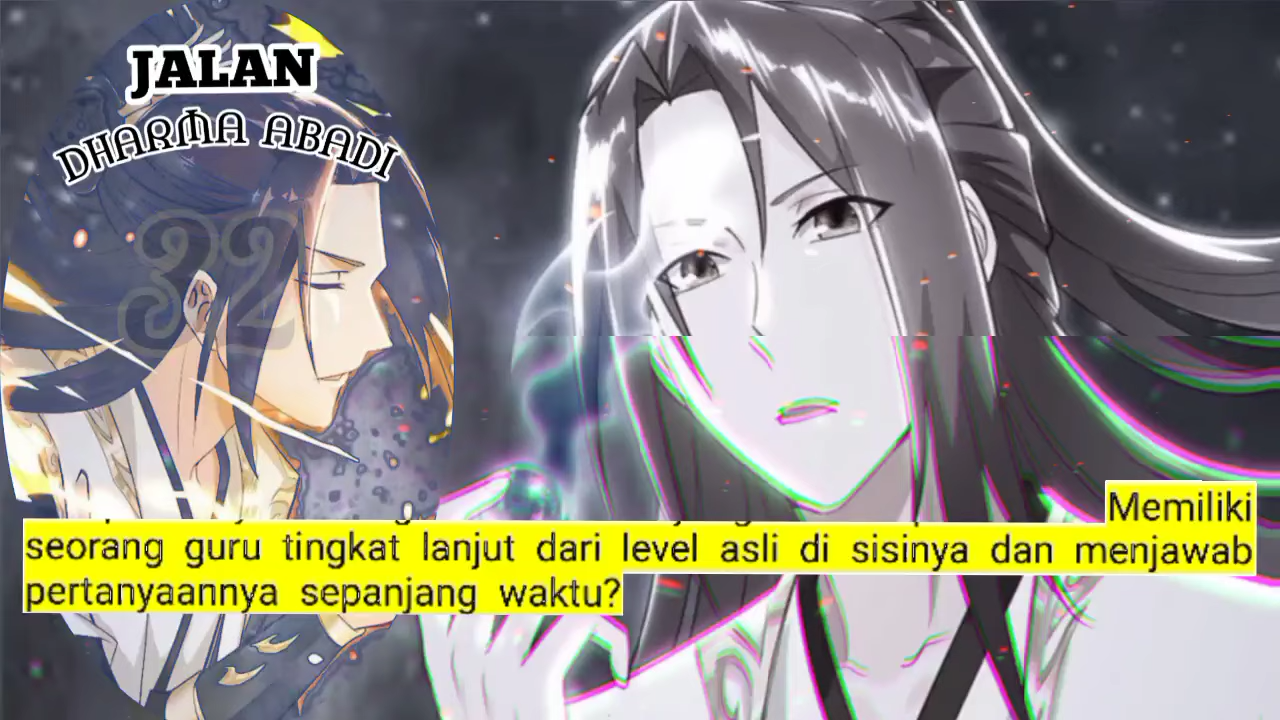 JALAN
DHARMA ABADI
32
Memiliki
seorang guru tingkat lanjut dari level asli di sisinya dan menjawab
pertanyaannya sepanjang waktu?